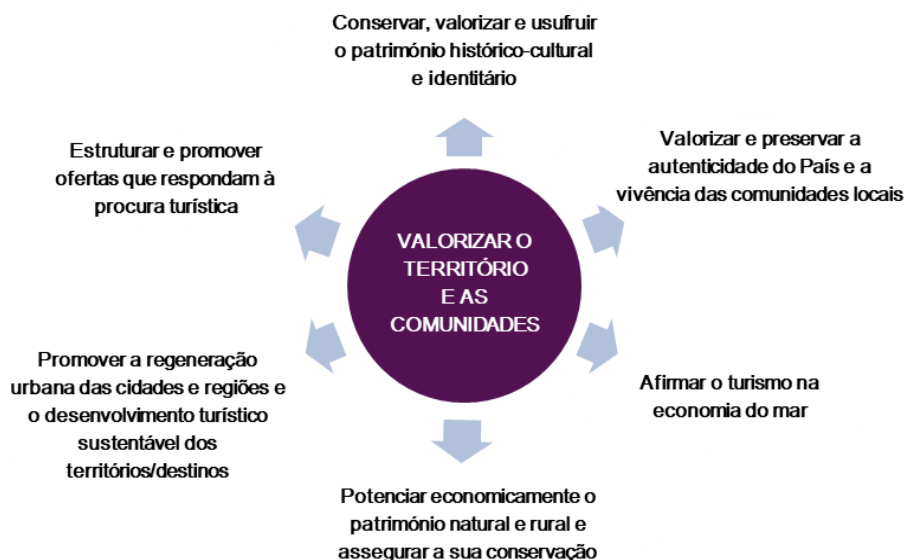 Conservar, valorizar e usufruir
o património histórico-cultural
e identitário
Valorizar e preservar a
autenticidade do País e a
vivência das comunidades locais
Estruturar e promover
ofertas que respondam à
procura turística
VALORIZAR O
TERRITÓRIO
E AS
COMUNIDADES
Promover a regeneração
urbana das cidades e regiões e
o desenvolvimento turístico
sustentável dos
territórios/destinos
Afirmar o turismo na
economia do mar
Potenciar economicamente o
património natural e rural e
assegurar a sua conservação